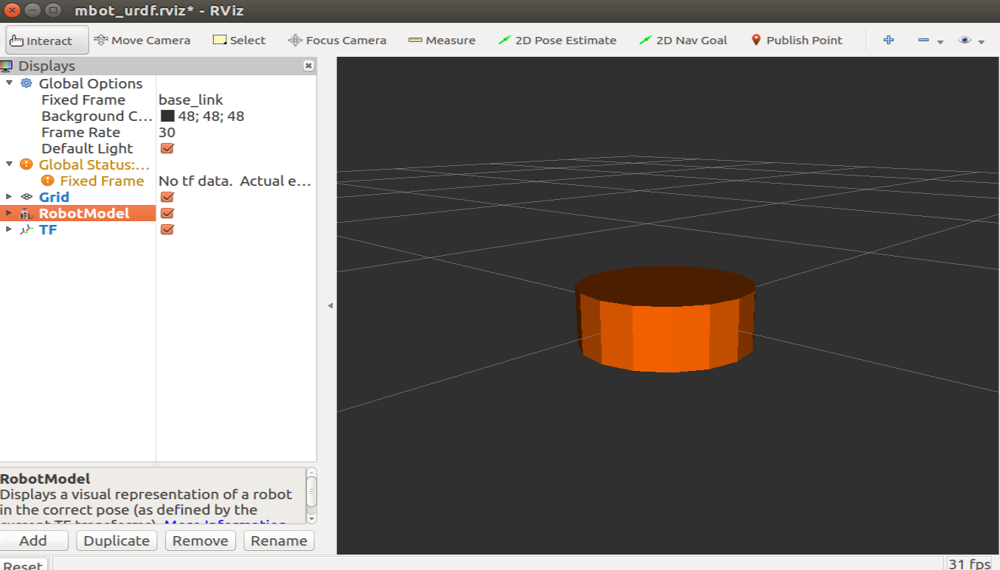 mbot_urdf.rviz* - RViz
Interact Move Camera Select Focus Camera Measure 2D Pose Estimate 2D Nav Goal Publish Point
Displays
Global Options
Fixed Frame base_link
Background C... 48; 48; 48
Frame Rate 30
Default Light
Global Status:...
Fixed Frame No tf data. Actual e...
Grid
RobotModel
TF
RobotModel
Displays a visual representation of a robot
in the correct pose (as defined by the
current TF transforms). More Information
Add Duplicate Remove Rename
Reset 31 fps